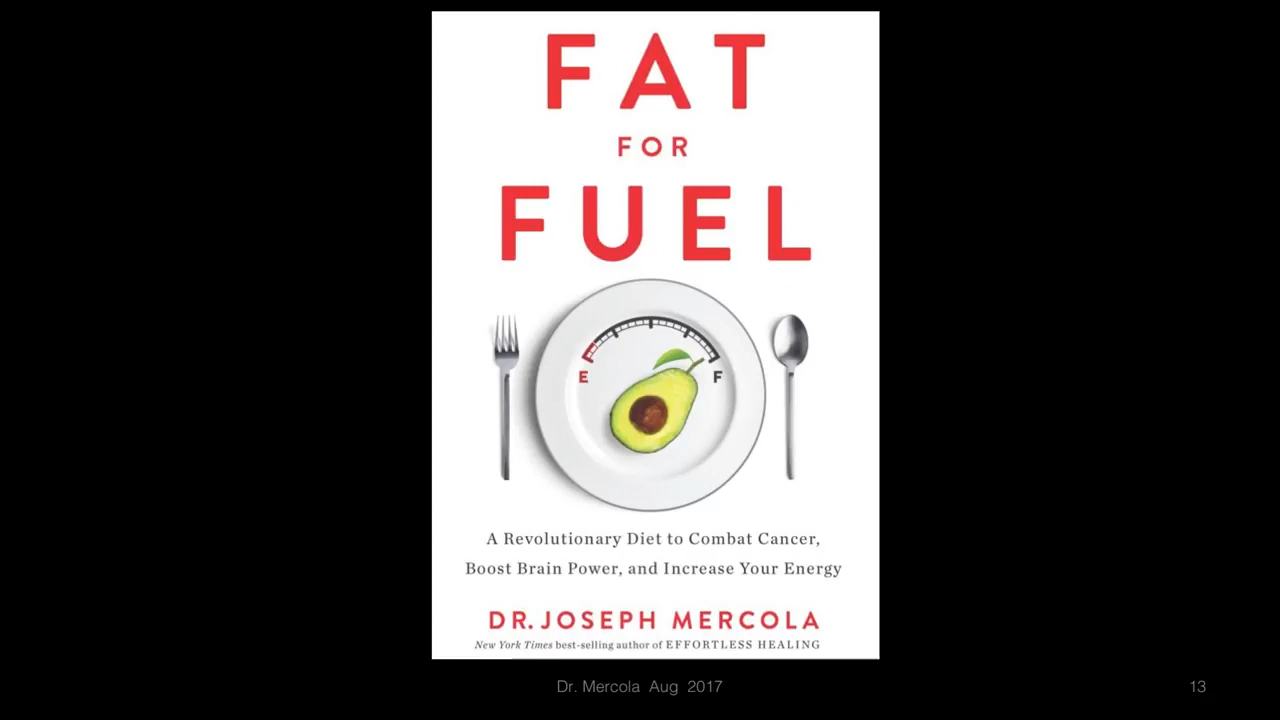 FAT
FOR
FUEL
E F
A Revolutionary Diet to Combat Cancer,
Boost Brain Power, and Increase Your Energy
DR. JOSEPH MERCOLA
New York Times best-selling author of EFFORTLESS HEALING
Dr. Mercola Aug 2017
13